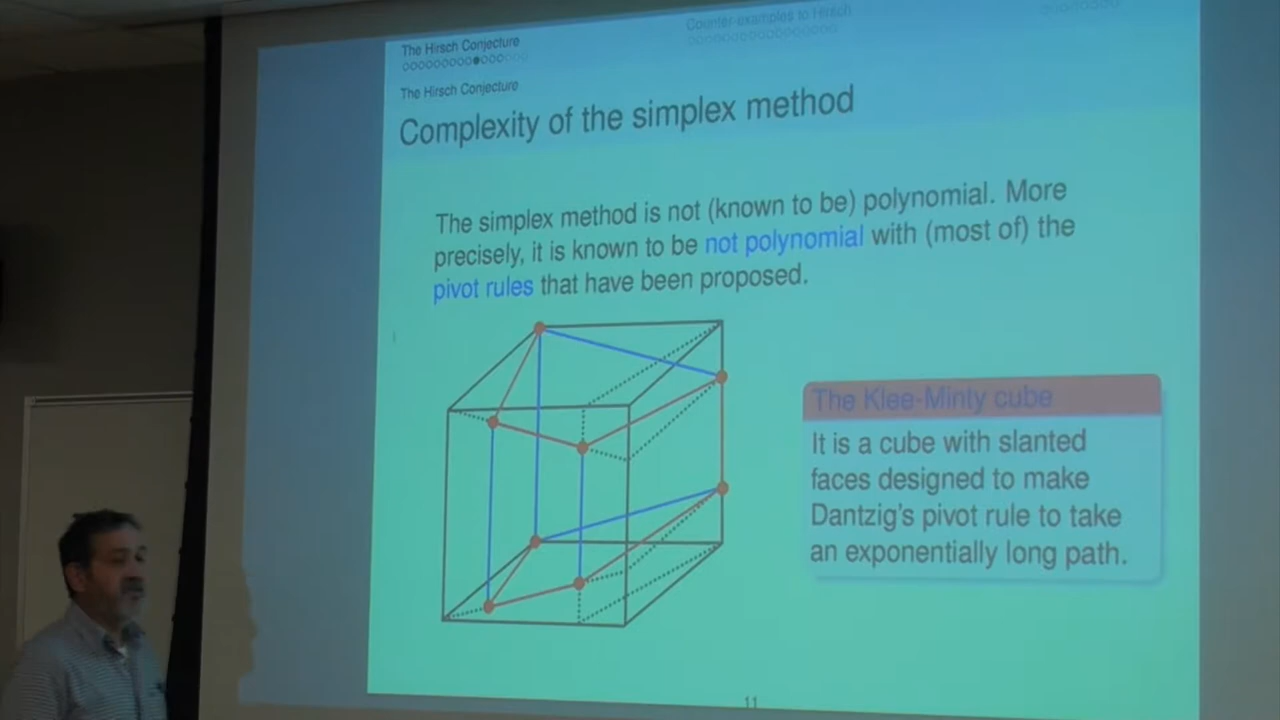 The Hirsch Conjecture
Counter-examples to Hirsch
The Hirsch Conjecture
Complexity of the simplex method
The simplex method is not (known to be) polynomial. More
precisely, it is known to be not polynomial with (most of) the
pivot rules that have been proposed.
The Klee-Minty cube
It is a cube with slanted
faces designed to make
Dantzig's pivot rule to take
an exponentially long path.
11